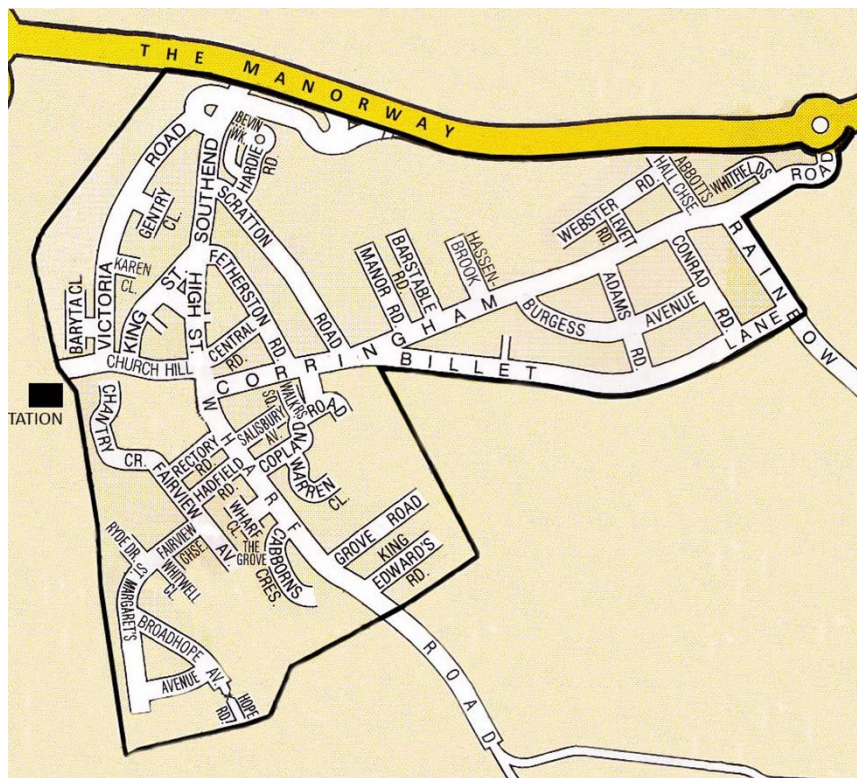 THE MANORWAY
BEVIN
WK.
HARDIE
RD.
VICTORIA ROAD
SOUTHEND
SCRATTON ROAD
GENTRY
CL.
KAREN
CL.
BARYTA CL.
KING ST.
HIGH ST.
FETHERSTON RD.
CENTRAL
RD.
CHURCH HILL
TATION
CORRINGHAM ROAD
MANOR RD.
BARSTABLE
RD.
HASSEN-
BROOK
WEBSTER RD.
LEVETT
RD.
ABBOTTS
HALL CHSE.
WHITFIELDS
RAINBOW
LANE
CONRAD RD.
ADAMS RD.
BURGESS AVENUE
BILLET LANE
CHANTRY CR.
WHARF ROAD
WALKRS
SQ.
RECTORY
RD.
SALISBURY
AV.
HADFIELD
RD.
COPLAND ROAD
WARREN
CL.
FAIRVIEW AV.
FAIRVIEW
CHSE.
WHARF
CL.
THE
GROVE
CABBORNS
CRES.
GROVE ROAD
KING
EDWARD'S
RD.
RYDE DR.
WHITWELL
CL.
ST MARGARET'S AVENUE
BROADHOPE AV.
HOPE
RD.